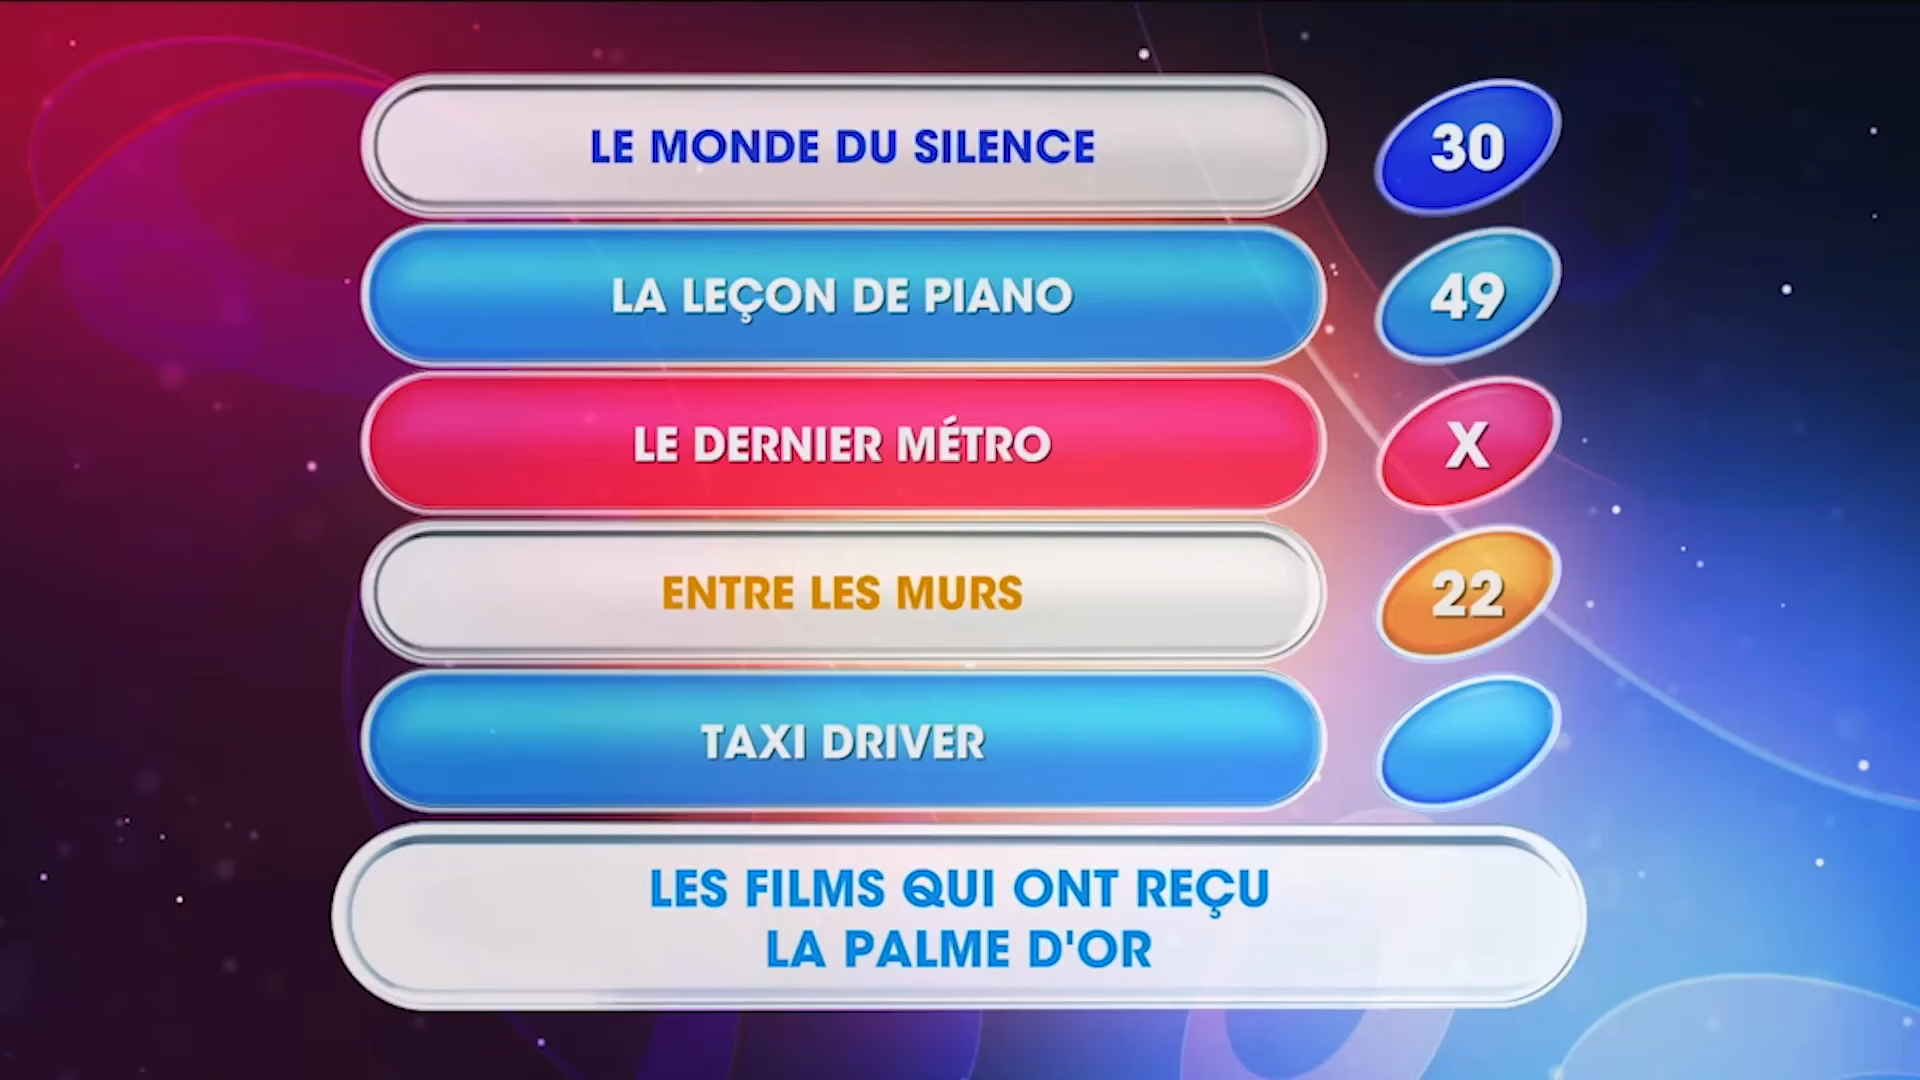 LE MONDE DU SILENCE 30
LA LEÇON DE PIANO 49
LE DERNIER MÉTRO X
ENTRE LES MURS 22
TAXI DRIVER
LES FILMS QUI ONT REÇU
LA PALME D'OR